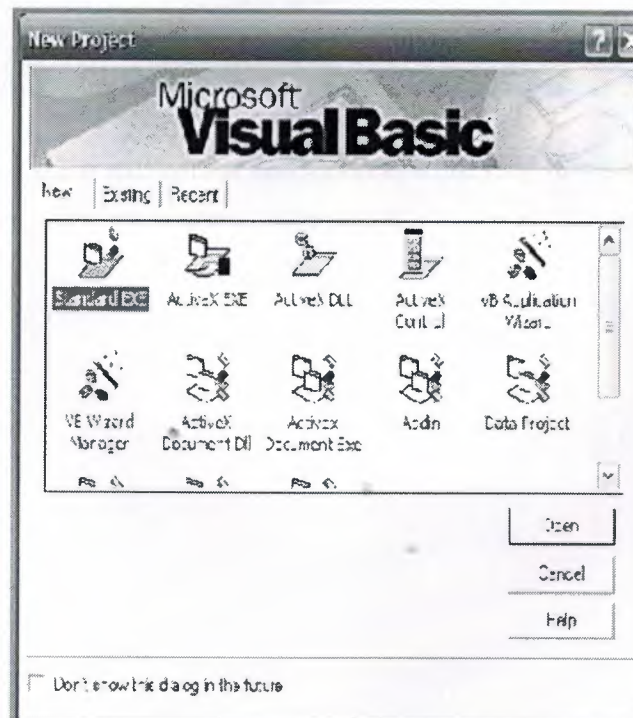 New Project
Microsoft
Visual Basic
New Existing Recent
Standard EXE ActiveX EXE ActiveX DLL ActiveX Control VB Application Wizard
VB Wizard Manager ActiveX Document Dll Activex Document Exe Addin Data Project
Open
Cancel
Help
Don't show this dialog in the future